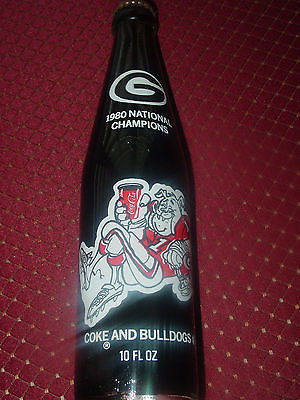 G
1980 NATIONAL
CHAMPIONS
COKE AND BULLDOGS
®
10 FL OZ